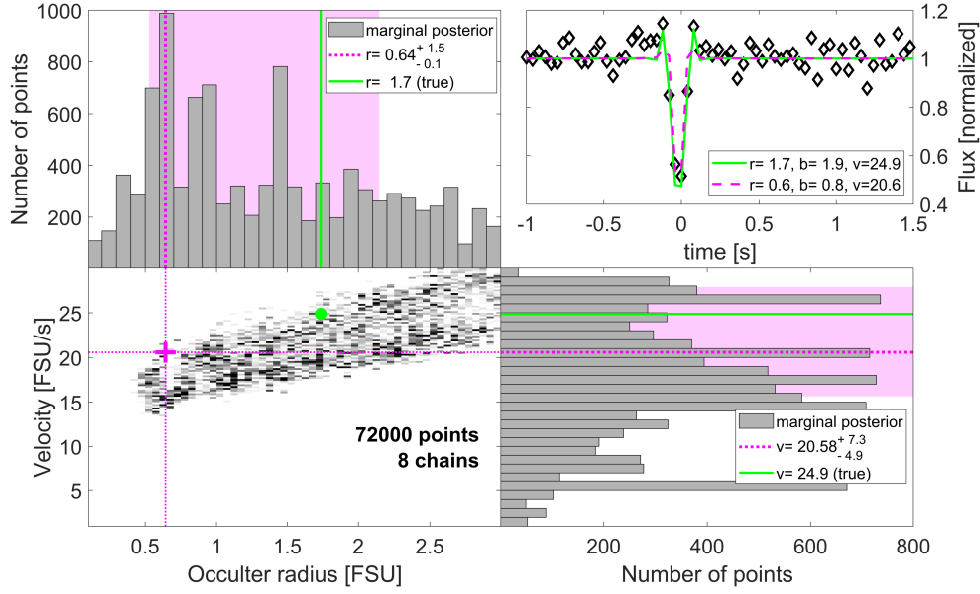 1000
800
600
400
200
Number of points
marginal posterior
r= 0.64 + 1.5 - 0.1
r= 1.7 (true)
1.2
1
0.8
0.6
0.4
Flux [normalized]
r= 1.7, b= 1.9, v=24.9
r= 0.6, b= 0.8, v=20.6
-1 -0.5 0 0.5 1 1.5
time [s]
25
20
15
10
5
Velocity [FSU/s]
72000 points
8 chains
0.5 1 1.5 2 2.5
Occulter radius [FSU]
marginal posterior
v= 20.58 + 7.3 - 4.9
v= 24.9 (true)
200 400 600 800
Number of points